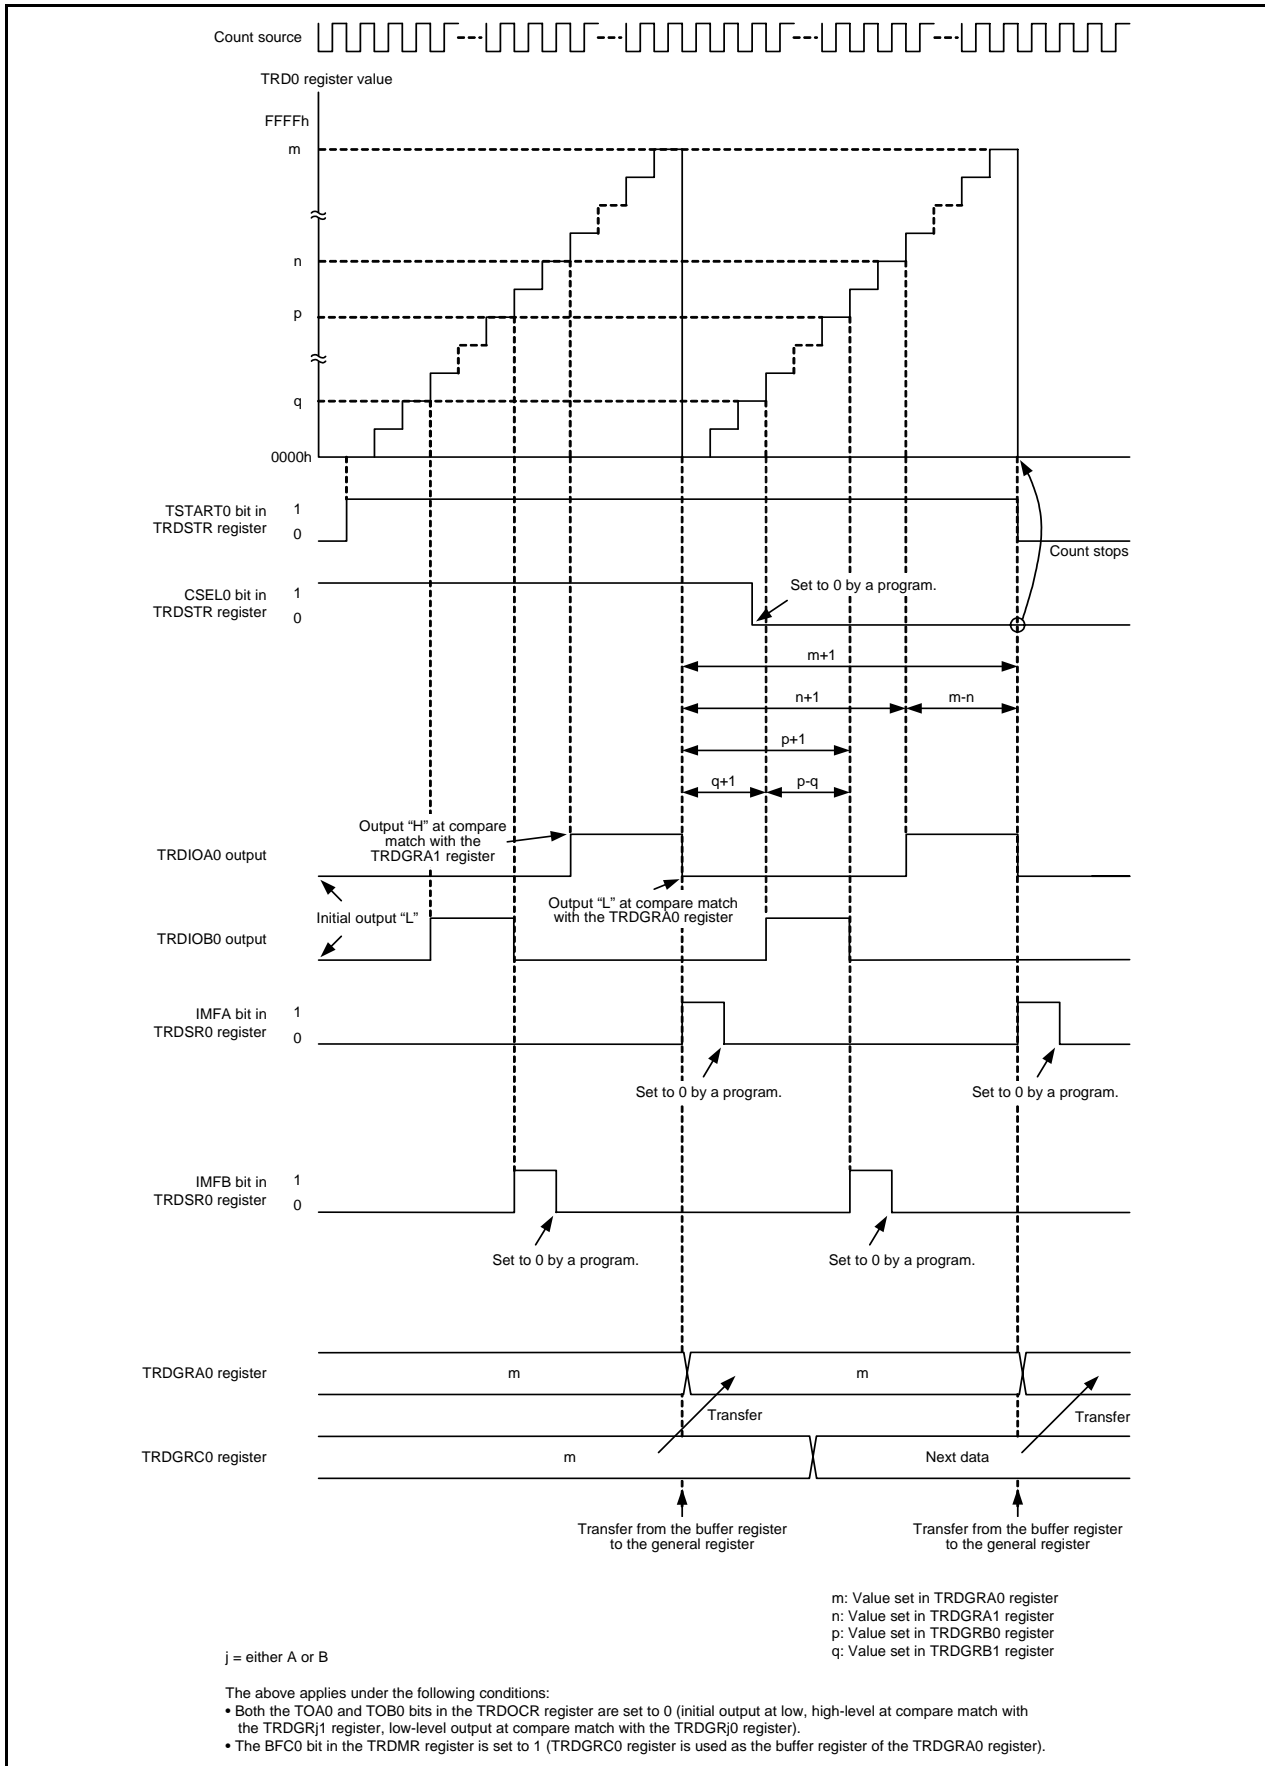 Count source
TRD0 register value
FFFFh
m
n
p
q
0000h
TSTART0 bit in
TRDSTR register
1
0
Count stops
CSEL0 bit in
TRDSTR register
1
0
Set to 0 by a program.
m+1
n+1
m-n
p+1
q+1
p-q
Output “H” at compare
match with the
TRDGRA1 register
TRDIOA0 output
Output “L” at compare match
with the TRDGRA0 register
Initial output “L”
TRDIOB0 output
IMFA bit in
TRDSR0 register
1
0
Set to 0 by a program.
Set to 0 by a program.
IMFB bit in
TRDSR0 register
1
0
Set to 0 by a program.
Set to 0 by a program.
TRDGRA0 register
m
m
Transfer
Transfer
TRDGRC0 register
m
Next data
Transfer from the buffer register
to the general register
Transfer from the buffer register
to the general register
m: Value set in TRDGRA0 register
n: Value set in TRDGRA1 register
p: Value set in TRDGRB0 register
q: Value set in TRDGRB1 register
j = either A or B
The above applies under the following conditions:
• Both the TOA0 and TOB0 bits in the TRDOCR register are set to 0 (initial output at low, high-level at compare match with
the TRDGRj1 register, low-level output at compare match with the TRDGRj0 register).
• The BFC0 bit in the TRDMR register is set to 1 (TRDGRC0 register is used as the buffer register of the TRDGRA0 register).